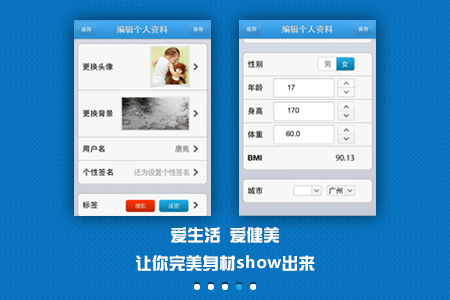 返回 编辑个人资料 保存
更换头像
更换背景
用户名 唐亮
个性签名 还为设置个性签名
标签 增肌 减肥
返回 编辑个人资料 保存
性别 男 女
年龄 17
身高 170
体重 60.0
BMI 90.13
城市 广州
爱生活 爱健美
让你完美身材show出来